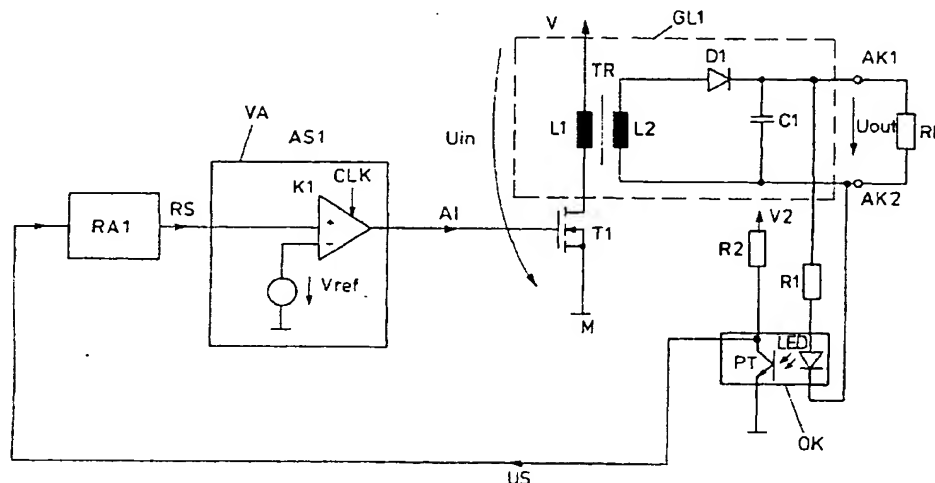 V
GL1
D1
AK1
TR
VA
AS1
Uin
L1
L2
C1
Uout
K1
CLK
RA1
RS
AI
AK2
V2
T1
R2
+
-
Vref
R1
M
LED
PT
OK
US